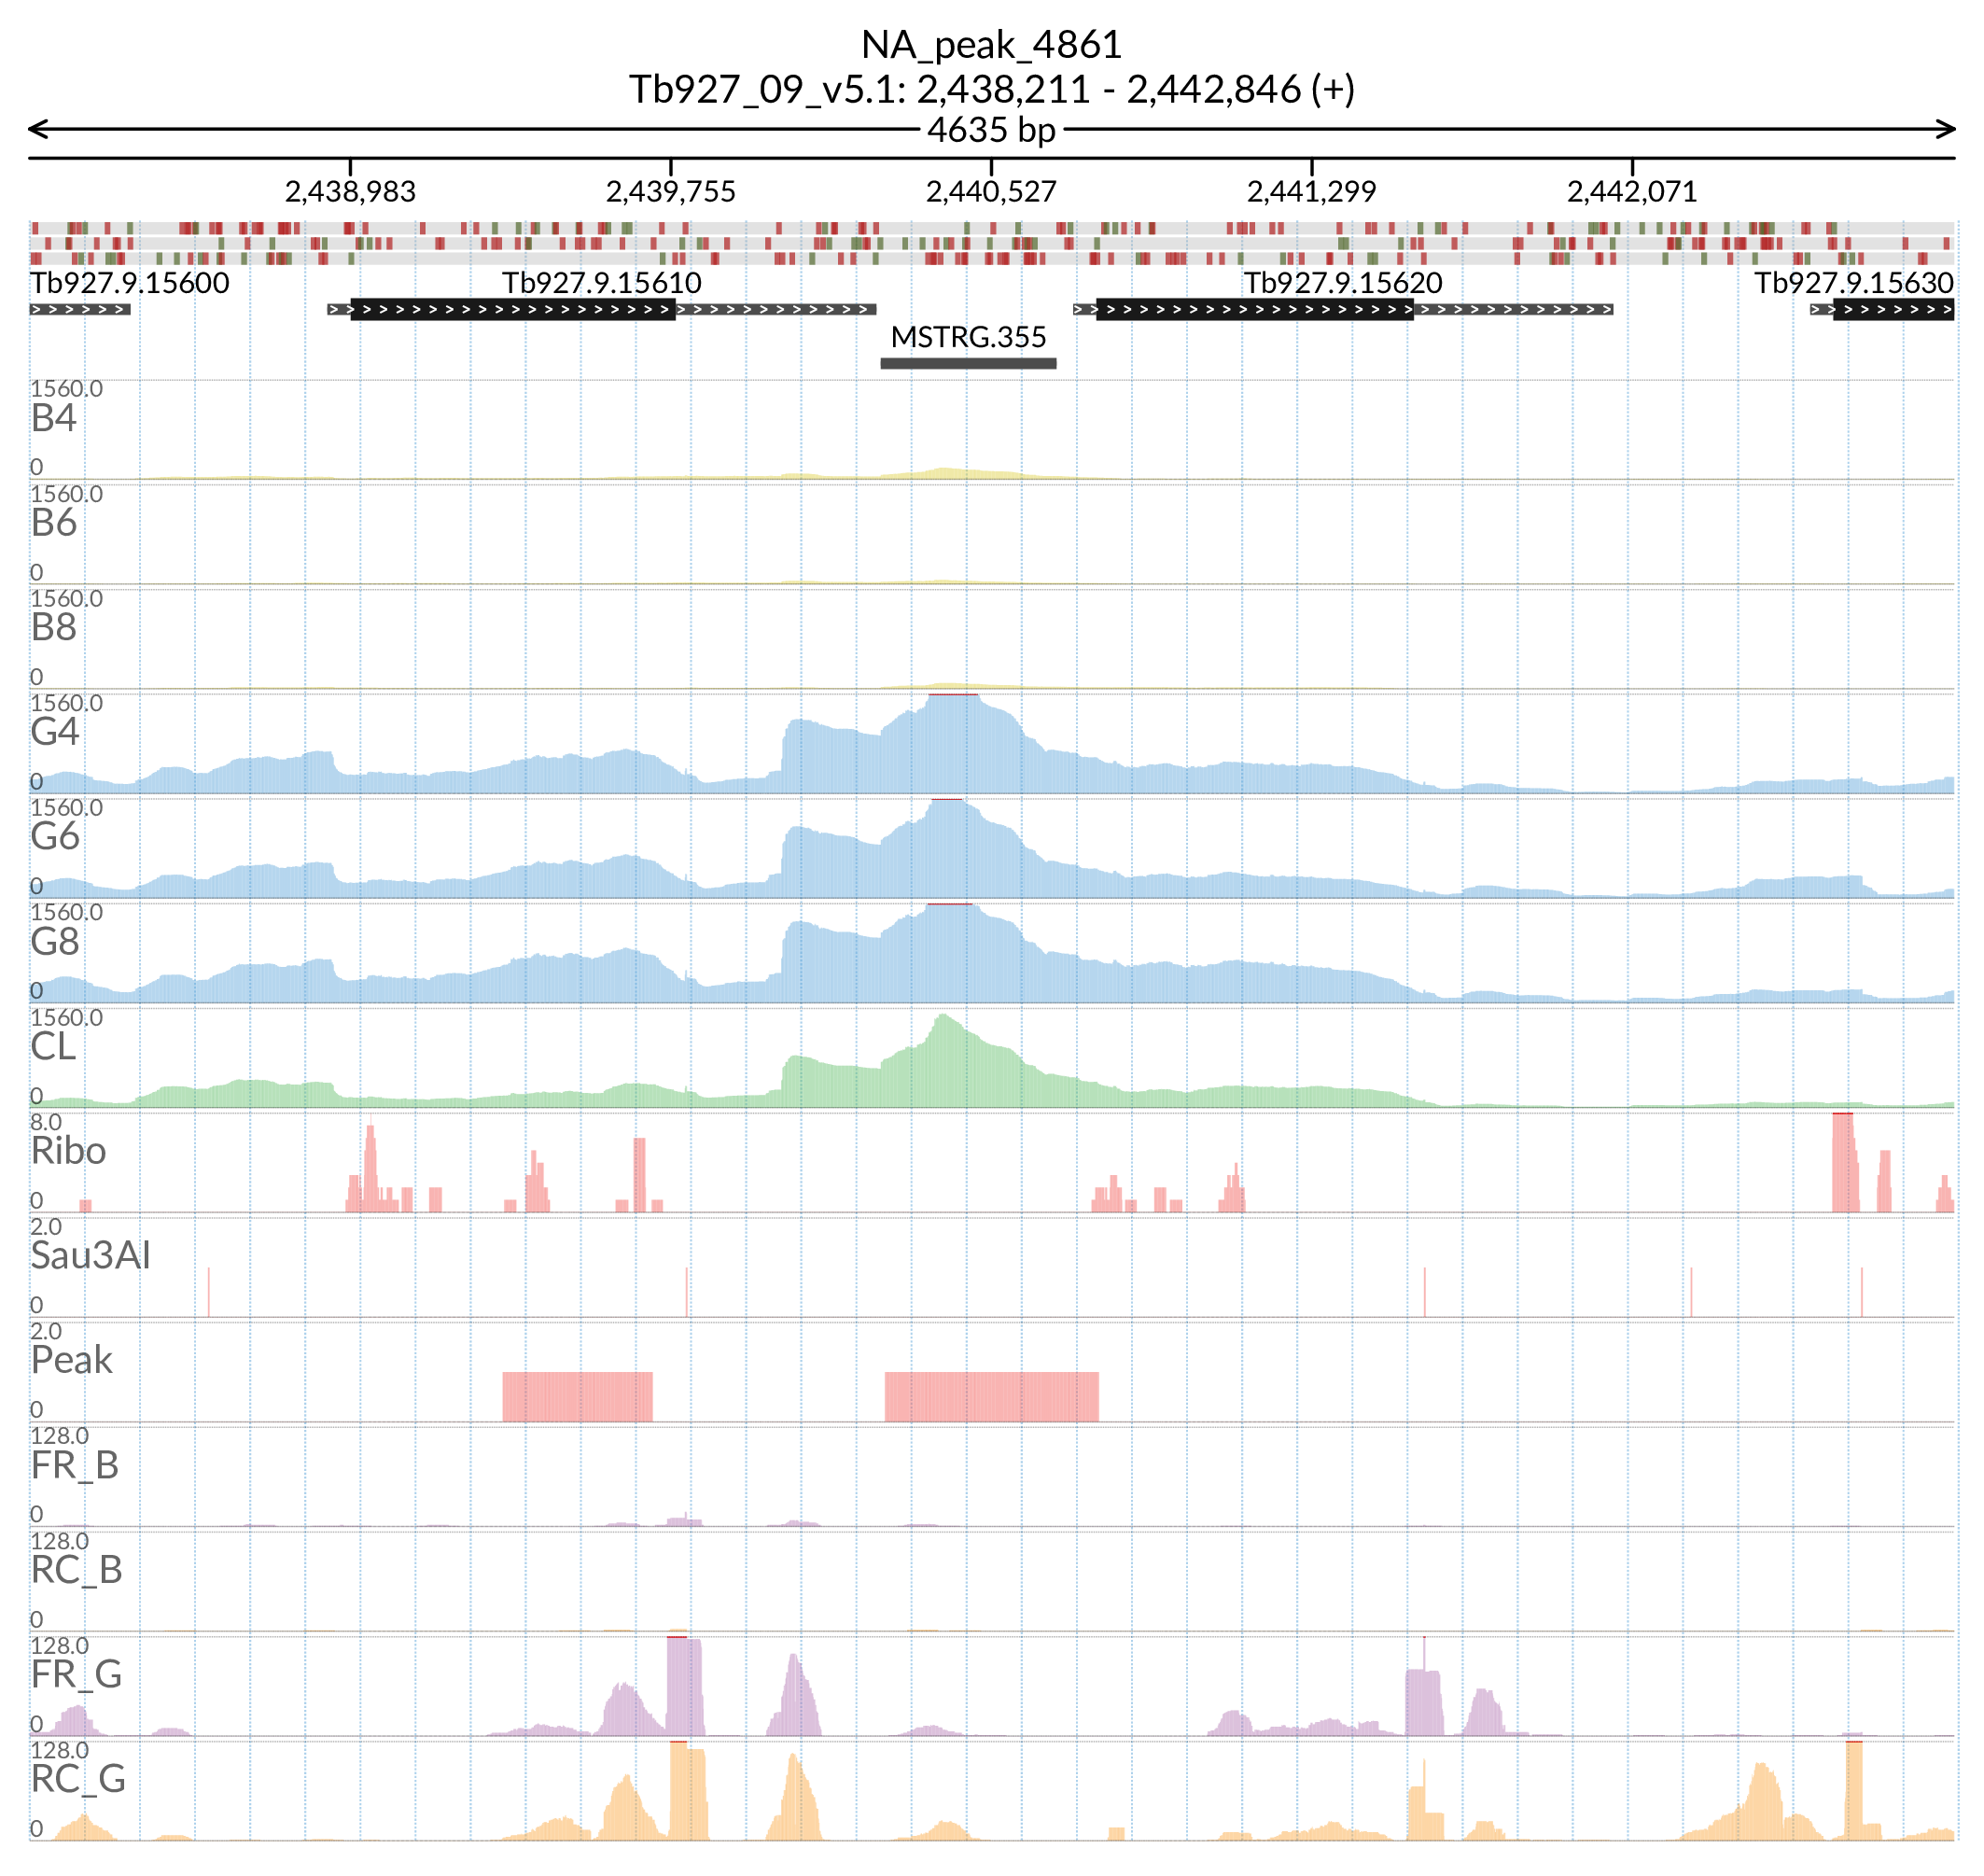 NA_peak_4861
Tb927_09_v5.1: 2,438,211 - 2,442,846 (+)
4635 bp
2,438,983 2,439,755 2,440,527 2,441,299 2,442,071
Tb927.9.15600 Tb927.9.15610 Tb927.9.15620 Tb927.9.15630
MSTRG.355
1560.0
B4
0
1560.0
B6
0
1560.0
B8
0
1560.0
G4
0
1560.0
G6
0
1560.0
G8
0
1560.0
CL
0
8.0
Ribo
0
2.0
Sau3AI
0
2.0
Peak
0
128.0
FR_B
0
128.0
RC_B
0
128.0
FR_G
0
128.0
RC_G
0